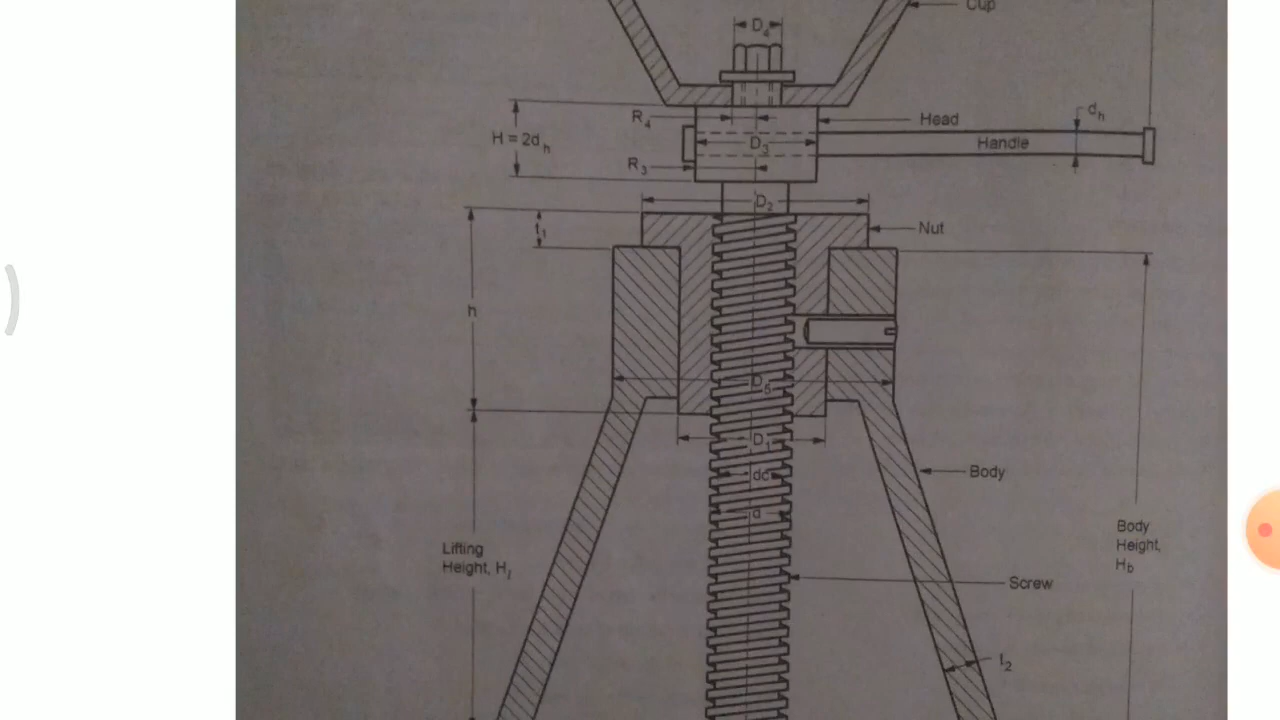 Cup
D4
R4
Head
dh
H = 2dh
D3
Handle
R3
D2
t1
Nut
h
D5
D1
dc
Body
d
Body
Height,
Hb
Lifting
Height, Hl
Screw
t2